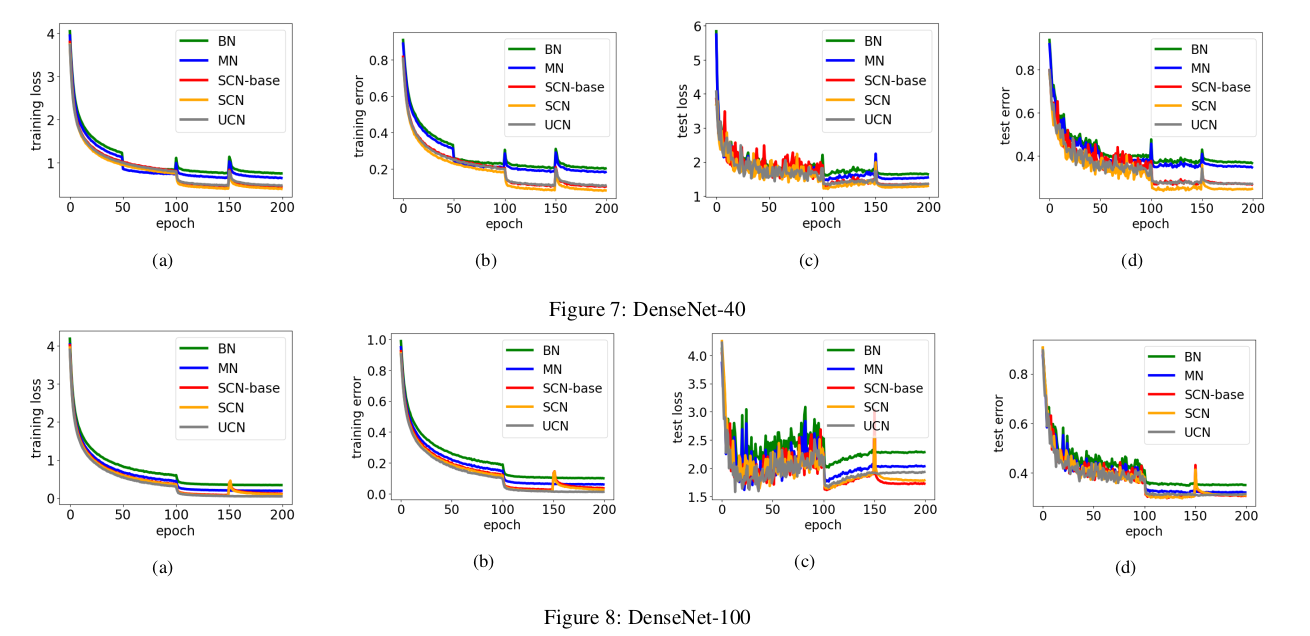 training loss
4
3
2
1
0 50 100 150 200
epoch
BN
MN
SCN-base
SCN
UCN
(a)
training error
0.8
0.6
0.4
0.2
0 50 100 150 200
epoch
BN
MN
SCN-base
SCN
UCN
(b)
test loss
6
5
4
3
2
1
0 50 100 150 200
epoch
BN
MN
SCN-base
SCN
UCN
(c)
test error
0.8
0.6
0.4
0 50 100 150 200
epoch
BN
MN
SCN-base
SCN
UCN
(d)
Figure 7: DenseNet-40
training loss
4
3
2
1
0
0 50 100 150 200
epoch
BN
MN
SCN-base
SCN
UCN
(a)
training error
1.0
0.8
0.6
0.4
0.2
0.0
0 50 100 150 200
epoch
BN
MN
SCN-base
SCN
UCN
(b)
test loss
4.0
3.5
3.0
2.5
2.0
1.5
0 50 100 150 200
epoch
BN
MN
SCN-base
SCN
UCN
(c)
test error
0.8
0.6
0.4
0 50 100 150 200
epoch
BN
MN
SCN-base
SCN
UCN
(d)
Figure 8: DenseNet-100